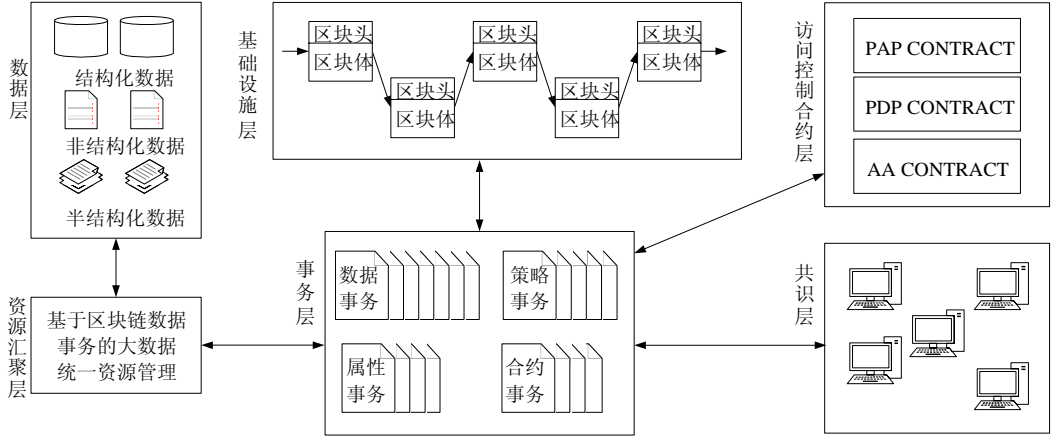 数据层
结构化数据
非结构化数据
半结构化数据
基础设施层
区块头
区块体
区块头
区块体
区块头
区块体
区块头
区块体
区块头
区块体
访问控制合约层
PAP CONTRACT
PDP CONTRACT
AA CONTRACT
资源汇聚层
基于区块链数据
事务的大数据
统一资源管理
事务层
数据
事务
策略
事务
属性
事务
合约
事务
共识层